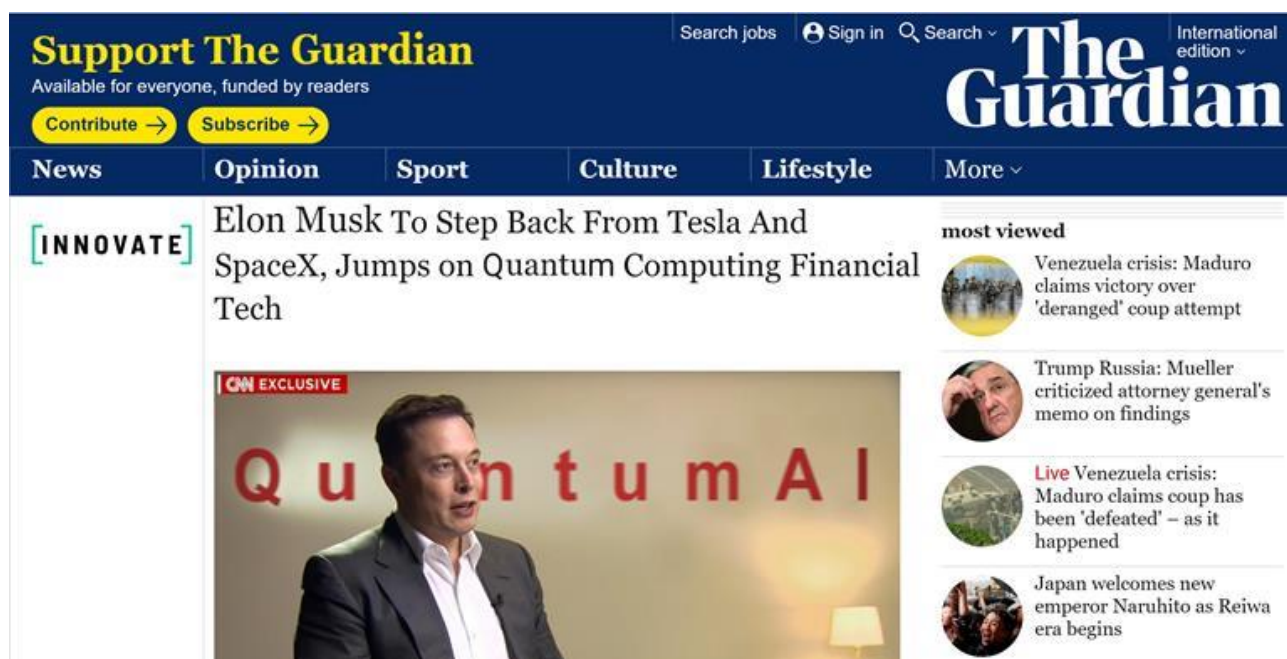 Support The Guardian
Available for everyone, funded by readers
Contribute →
Subscribe →
Search jobs
Sign in
Search
The
Guardian
International
edition
News
Opinion
Sport
Culture
Lifestyle
More
[INNOVATE]
Elon Musk To Step Back From Tesla And
SpaceX, Jumps on Quantum Computing Financial
Tech
CNN EXCLUSIVE
Qu ntumAI
most viewed
Venezuela crisis: Maduro
claims victory over
'deranged' coup attempt
Trump Russia: Mueller
criticized attorney general's
memo on findings
Live Venezuela crisis:
Maduro claims coup has
been 'defeated' – as it
happened
Japan welcomes new
emperor Naruhito as Reiwa
era begins